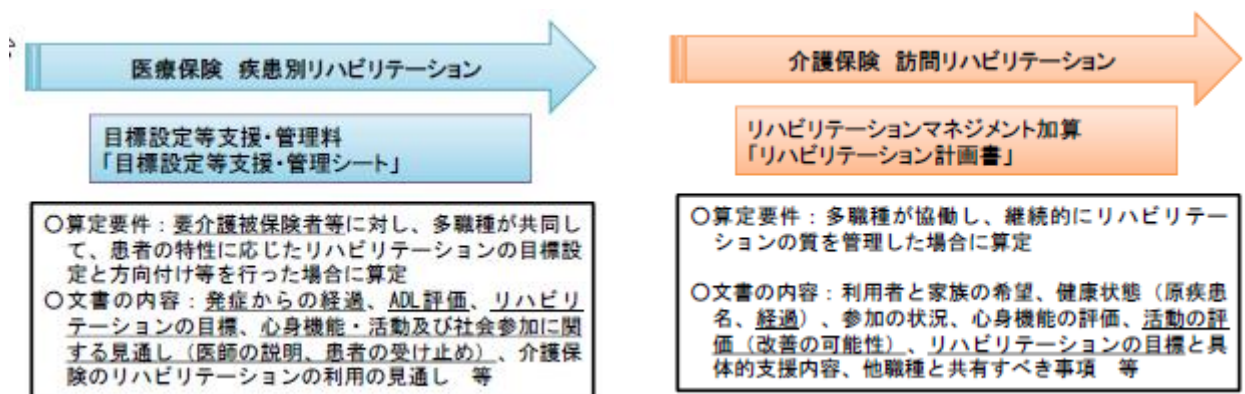 医療保険 疾患別リハビリテーション
目標設定等支援・管理料
「目標設定等支援・管理シート」
○算定要件：要介護被保険者等に対し、多職種が共同し
て、患者の特性に応じたリハビリテーションの目標設
定と方向付け等を行った場合に算定
○文書の内容：発症からの経過、ADL評価、リハビリ
テーションの目標、心身機能・活動及び社会参加に関
する見通し（医師の説明、患者の受け止め）、介護保
険のリハビリテーションの利用の見通し 等
介護保険 訪問リハビリテーション
リハビリテーションマネジメント加算
「リハビリテーション計画書」
○算定要件：多職種が協働し、継続的にリハビリテー
ションの質を管理した場合に算定
○文書の内容：利用者と家族の希望、健康状態（原疾患
名、経過）、参加の状況、心身機能の評価、活動の評
価（改善の可能性）、リハビリテーションの目標と具
体的支援内容、他職種と共有すべき事項 等